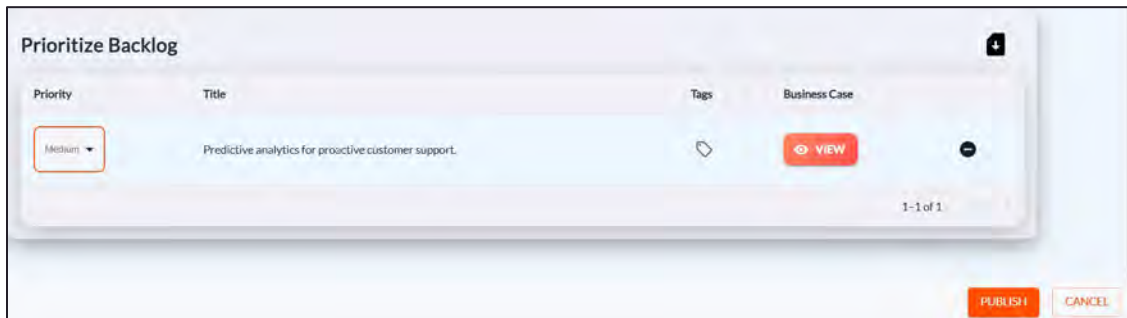 Prioritize Backlog
Priority Title Tags Business Case
Medium Predictive analytics for proactive customer support. VIEW
1-1 of 1
PUBLISH CANCEL